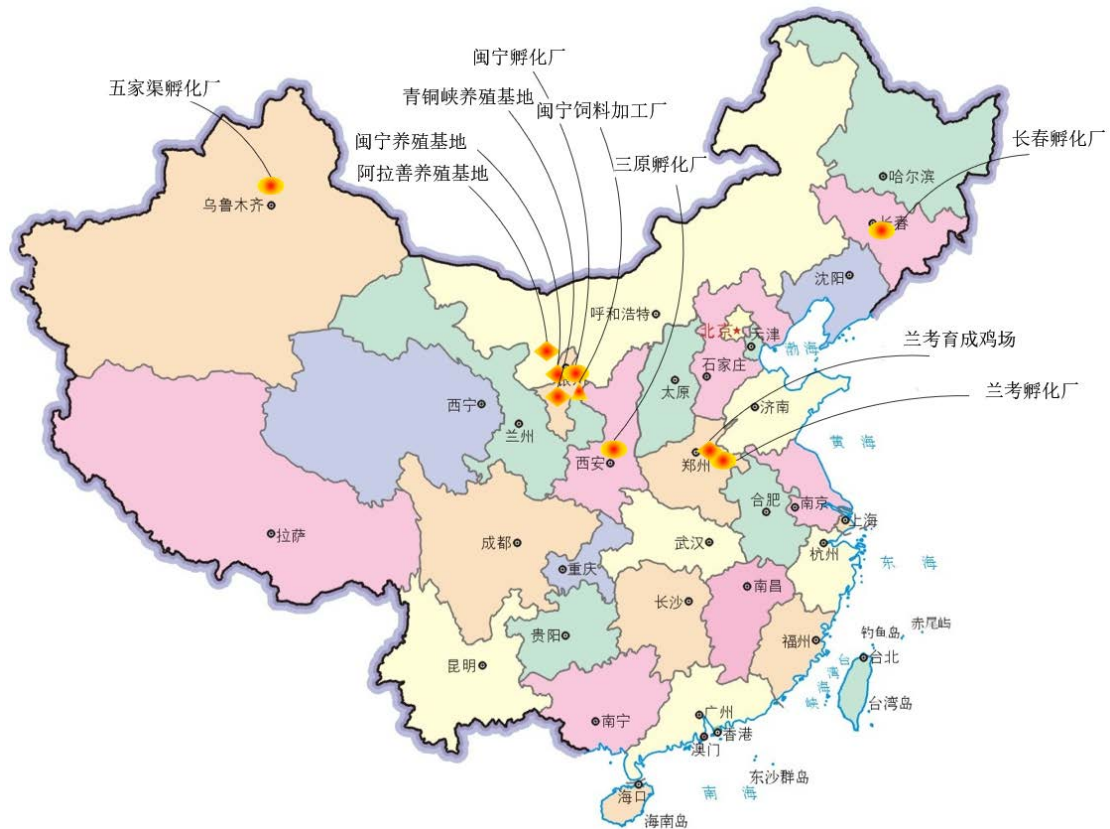 闽宁孵化厂
五家渠孵化厂
青铜峡养殖基地
闽宁饲料加工厂
闽宁养殖基地
三原孵化厂
长春孵化厂
阿拉善养殖基地
哈尔滨
乌鲁木齐
长春
沈阳
呼和浩特
北京
天津
渤海
兰考育成鸡场
石家庄
太原
银川
兰考孵化厂
西宁
济南
兰州
黄海
西安
郑州
合肥
南京
上海
拉萨
成都
武汉
杭州
重庆
东海
南昌
长沙
贵阳
福州
钓鱼岛
赤尾屿
昆明
台北
台湾海峡
台湾岛
南宁
广州
香港
澳门
东沙群岛
海口
南海
海南岛